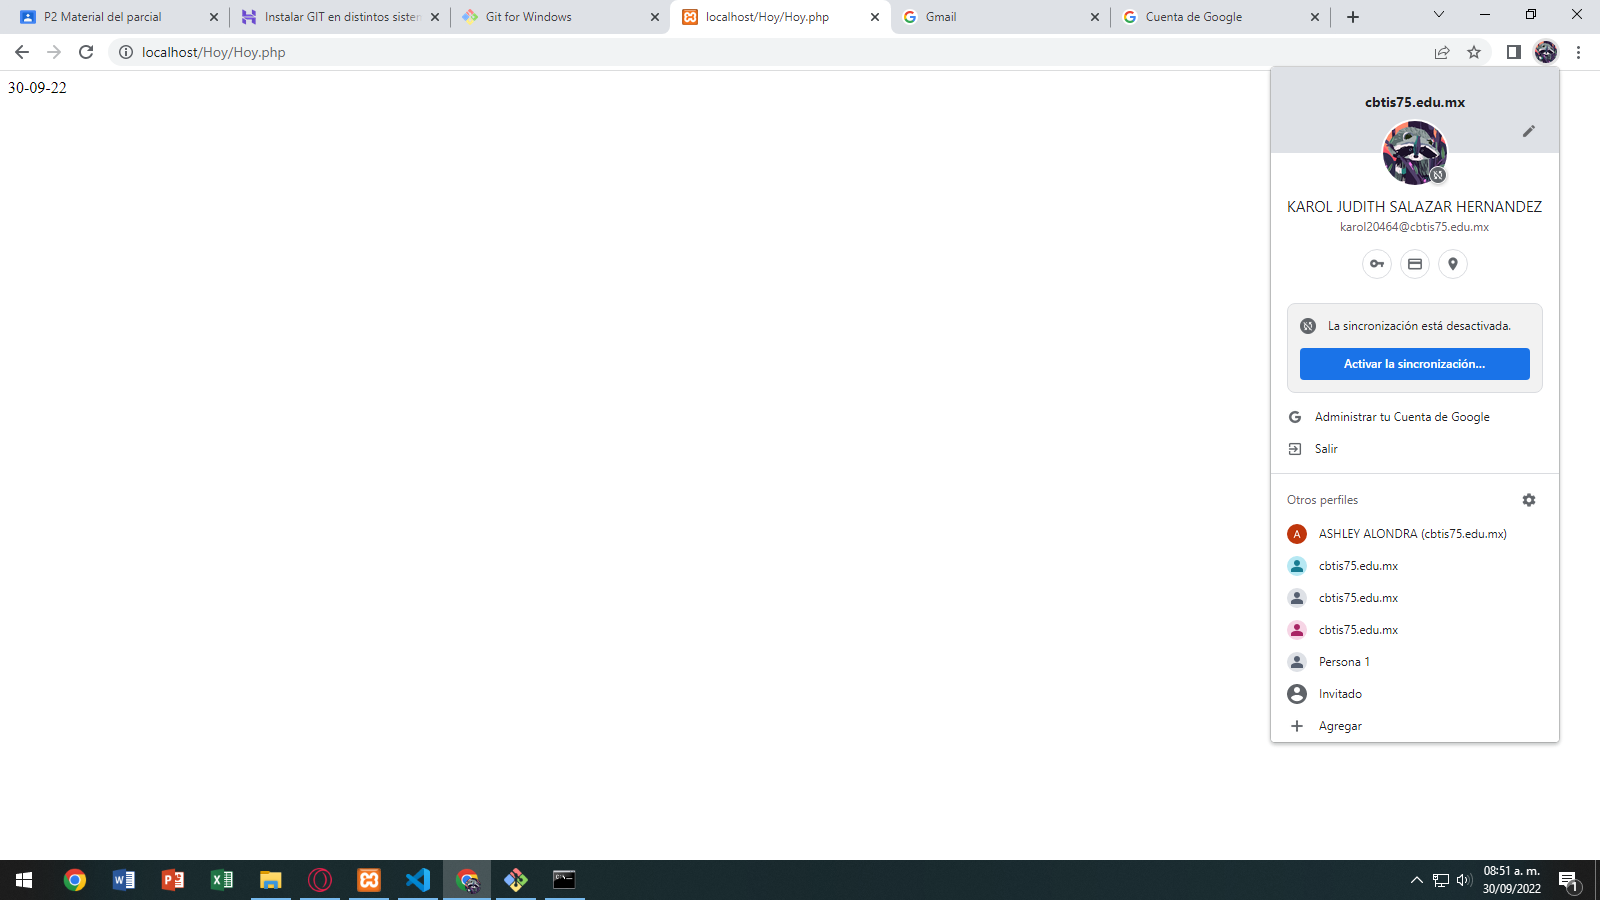 P2 Material del parcial
Instalar GIT en distintos sisten
Git for Windows
localhost/Hoy/Hoy.php
Gmail
Cuenta de Google
localhost/Hoy/Hoy.php
30-09-22
cbtis75.edu.mx
KAROL JUDITH SALAZAR HERNANDEZ
karol20464@cbtis75.edu.mx
La sincronización está desactivada.
Activar la sincronización...
Administrar tu Cuenta de Google
Salir
Otros perfiles
A ASHLEY ALONDRA (cbtis75.edu.mx)
cbtis75.edu.mx
cbtis75.edu.mx
cbtis75.edu.mx
Persona 1
Invitado
Agregar
08:51 a. m.
30/09/2022
1